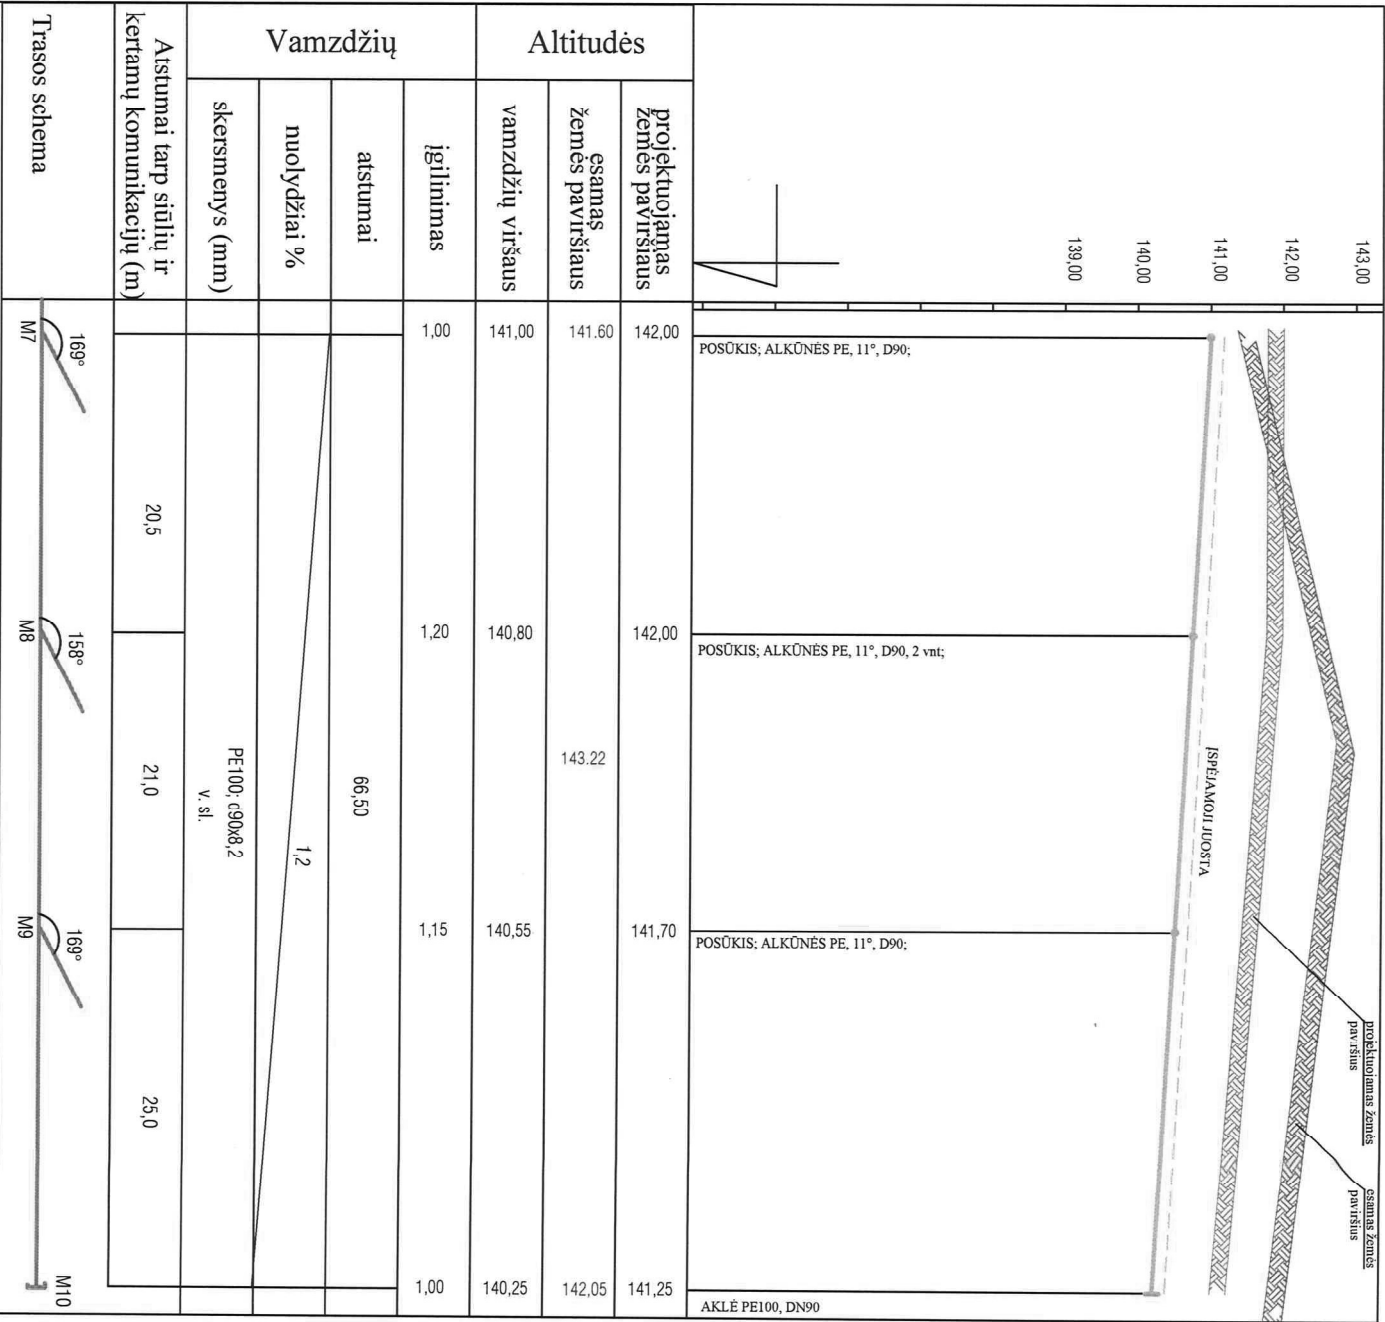 143,00
142,00
141,00
140,00
139,00
POSŪKIS; ALKŪNĖS PE, 11°, D90;
POSŪKIS; ALKŪNĖS PE, 11°, D90, 2 vnt;
POSŪKIS; ALKŪNĖS PE, 11°, D90;
AKLĖ PE100, DN90
ĮSPĖJAMOJI JUOSTA
projektuojamas žemės
paviršius
esamas žemės
paviršius
Altitudės
projektuojamas
žemės paviršiaus
142,00
142,00
141,70
141,25
esamas
žemės paviršiaus
141.60
143.22
142,05
vamzdžių viršaus
141,00
140,80
140,55
140,25
Vamzdžių
įgilinimas
1,00
1,20
1,15
1,00
atstumai
66,50
nuolydžiai %
1,2
skersmenys (mm)
PE100; d90x8,2
v. sl.
Atstumai tarp siūlių ir
kertamų komunikacijų (m)
20,5
21,0
25,0
Trasos schema
169°
M7
158°
M8
169°
M9
M10